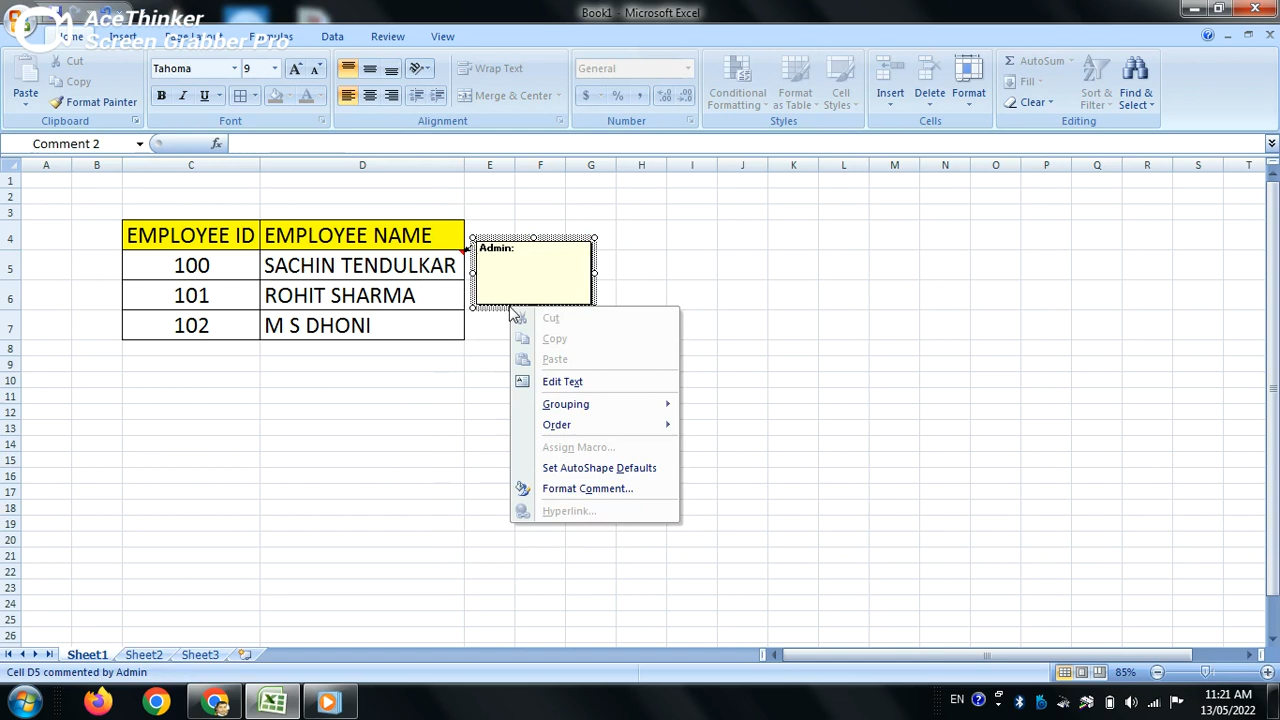 AceThinker
Screen Grabber Pro
Book1 - Microsoft Excel
Home Insert Page Layout Formulas Data Review View
Paste
Cut
Copy
Format Painter
Clipboard
Tahoma 9
B I U
Font
Wrap Text
Merge & Center
Alignment
General
$ % ,
Number
Conditional Formatting
Format as Table
Cell Styles
Styles
Insert
Delete
Format
Cells
AutoSum
Fill
Clear
Sort & Filter
Find & Select
Editing
Comment 2 fx
A B C D E F G H I J K L M N O P Q R S T
1
2
3
4 EMPLOYEE ID EMPLOYEE NAME
5 100 SACHIN TENDULKAR
6 101 ROHIT SHARMA
7 102 M S DHONI
8
9
10
11
12
13
14
15
16
17
18
19
20
21
22
23
24
25
26
Admin:
Cut
Copy
Paste
Edit Text
Grouping
Order
Assign Macro...
Set AutoShape Defaults
Format Comment...
Hyperlink...
Sheet1 Sheet2 Sheet3
Cell D5 commented by Admin 85%
EN 11:21 AM
13/05/2022